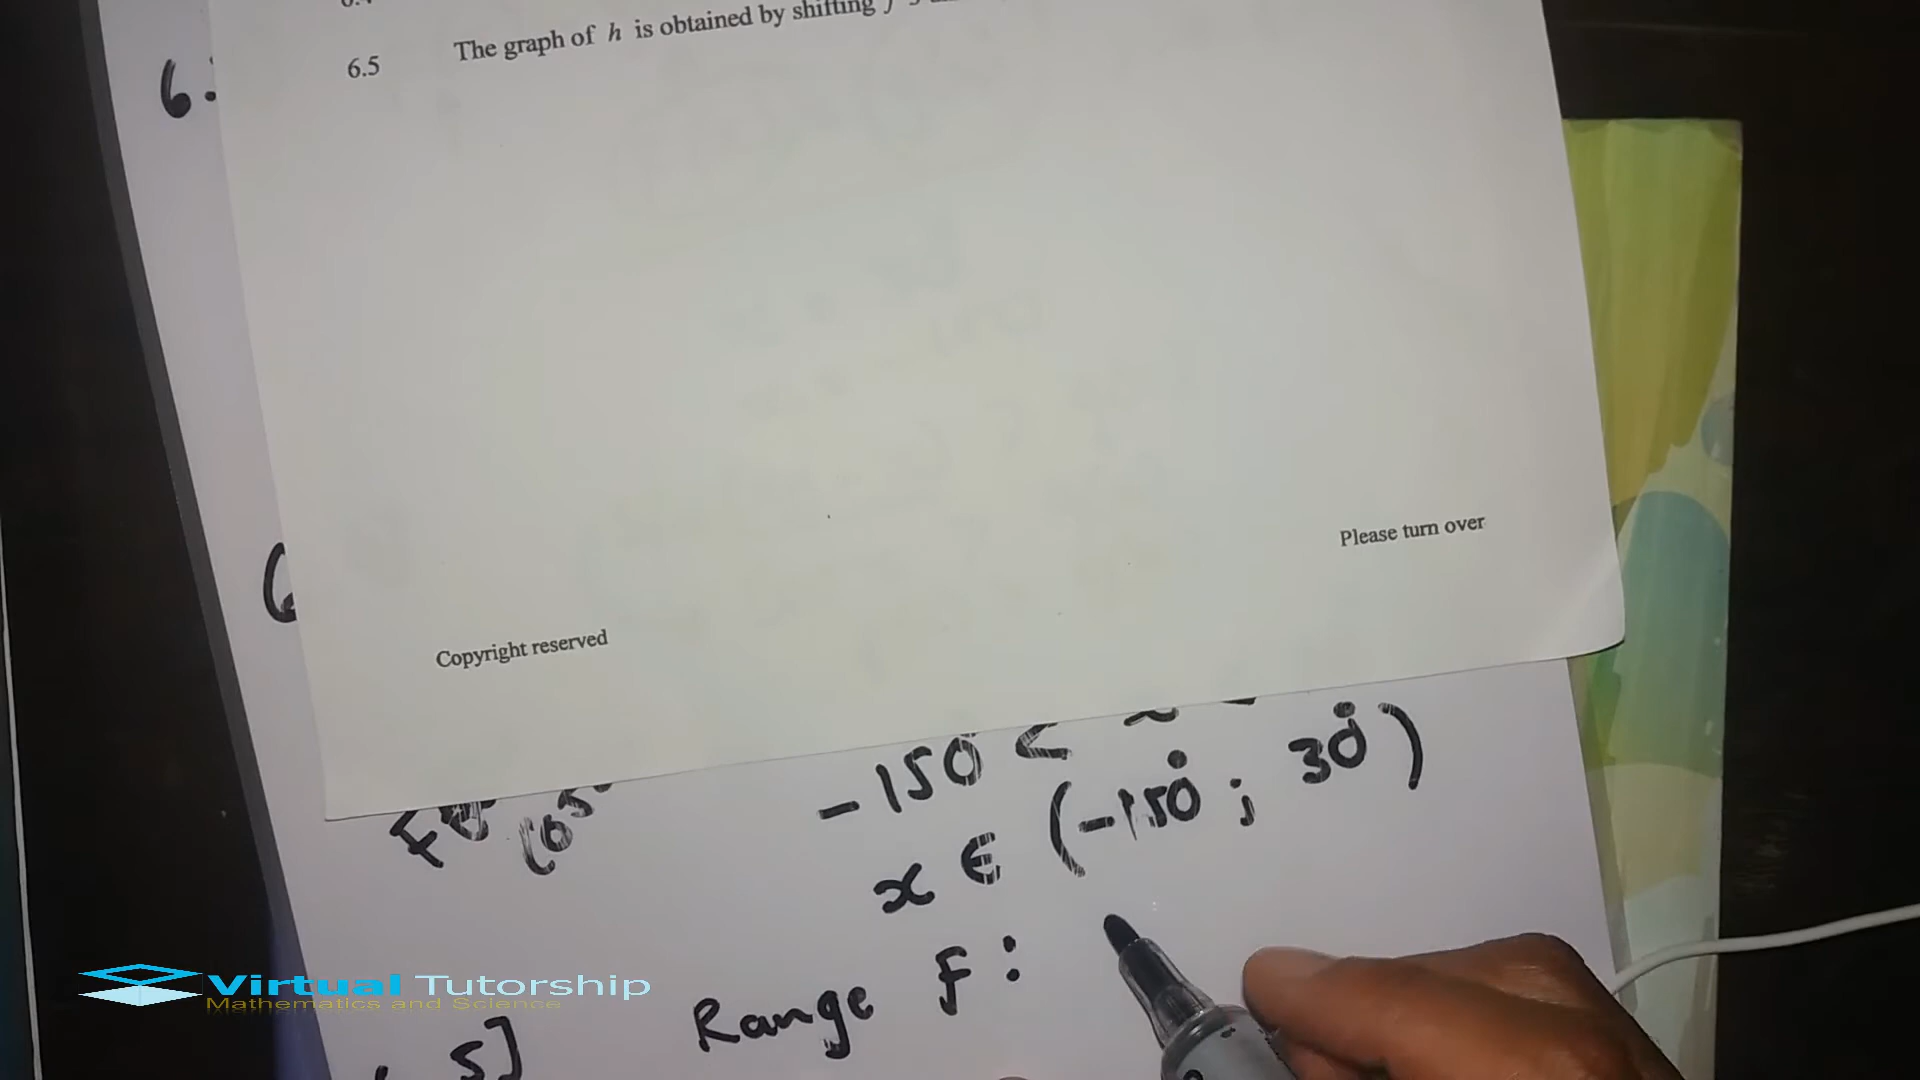 6.5 The graph of h is obtained by shifting f
6.
Please turn over
Copyright reserved
-150 < x
x ∈ (-150°; 30°)
Range f:
5]
Virtual Tutorship
Mathematics and Science